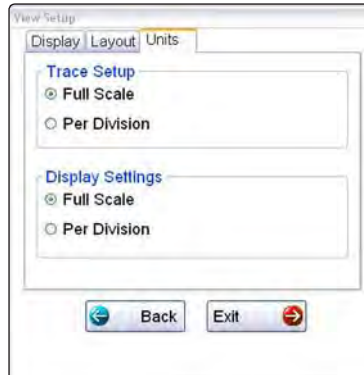 View Setup
Display Layout Units
Trace Setup
Full Scale
Per Division
Display Settings
Full Scale
Per Division
Back Exit